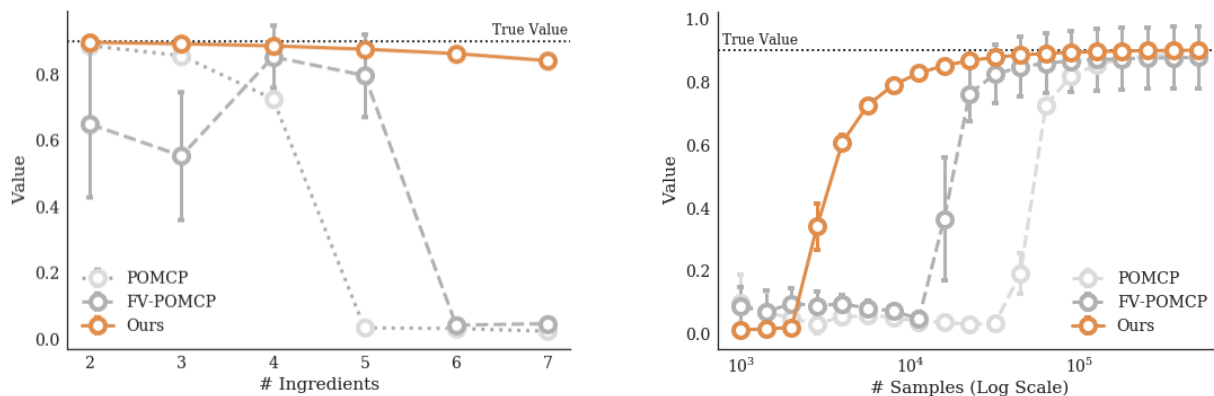 True Value
0.8
0.6
0.4
0.2
0.0
Value
POMCP
FV-POMCP
Ours
2 3 4 5 6 7
# Ingredients
1.0
True Value
0.8
0.6
0.4
0.2
0.0
Value
POMCP
FV-POMCP
Ours
10³ 10⁴ 10⁵
# Samples (Log Scale)